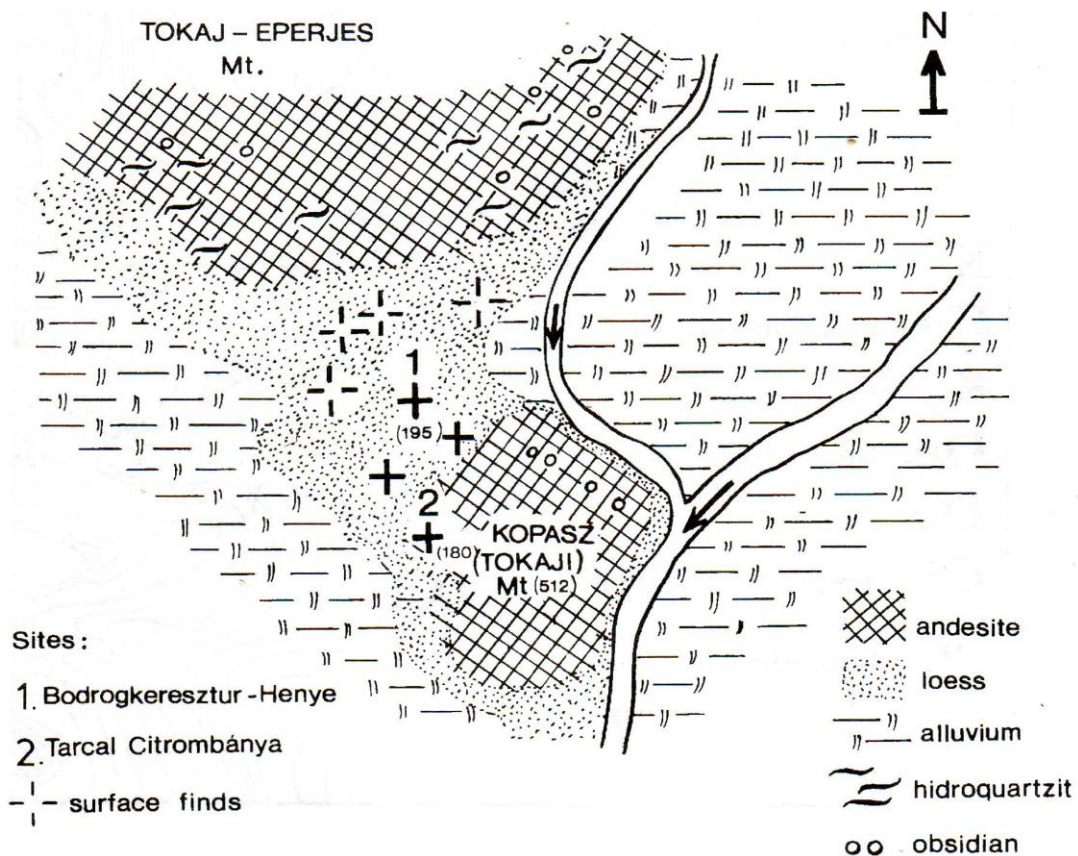 TOKAJ – EPERJES
Mt.
N
1
(195)
2
(180)
KOPASZ
(TOKAJI)
Mt (512)
Sites :
1. Bodrogkeresztur - Henye
2. Tarcal Citrombánya
surface finds
andesite
loess
alluvium
hidroquartzit
obsidian